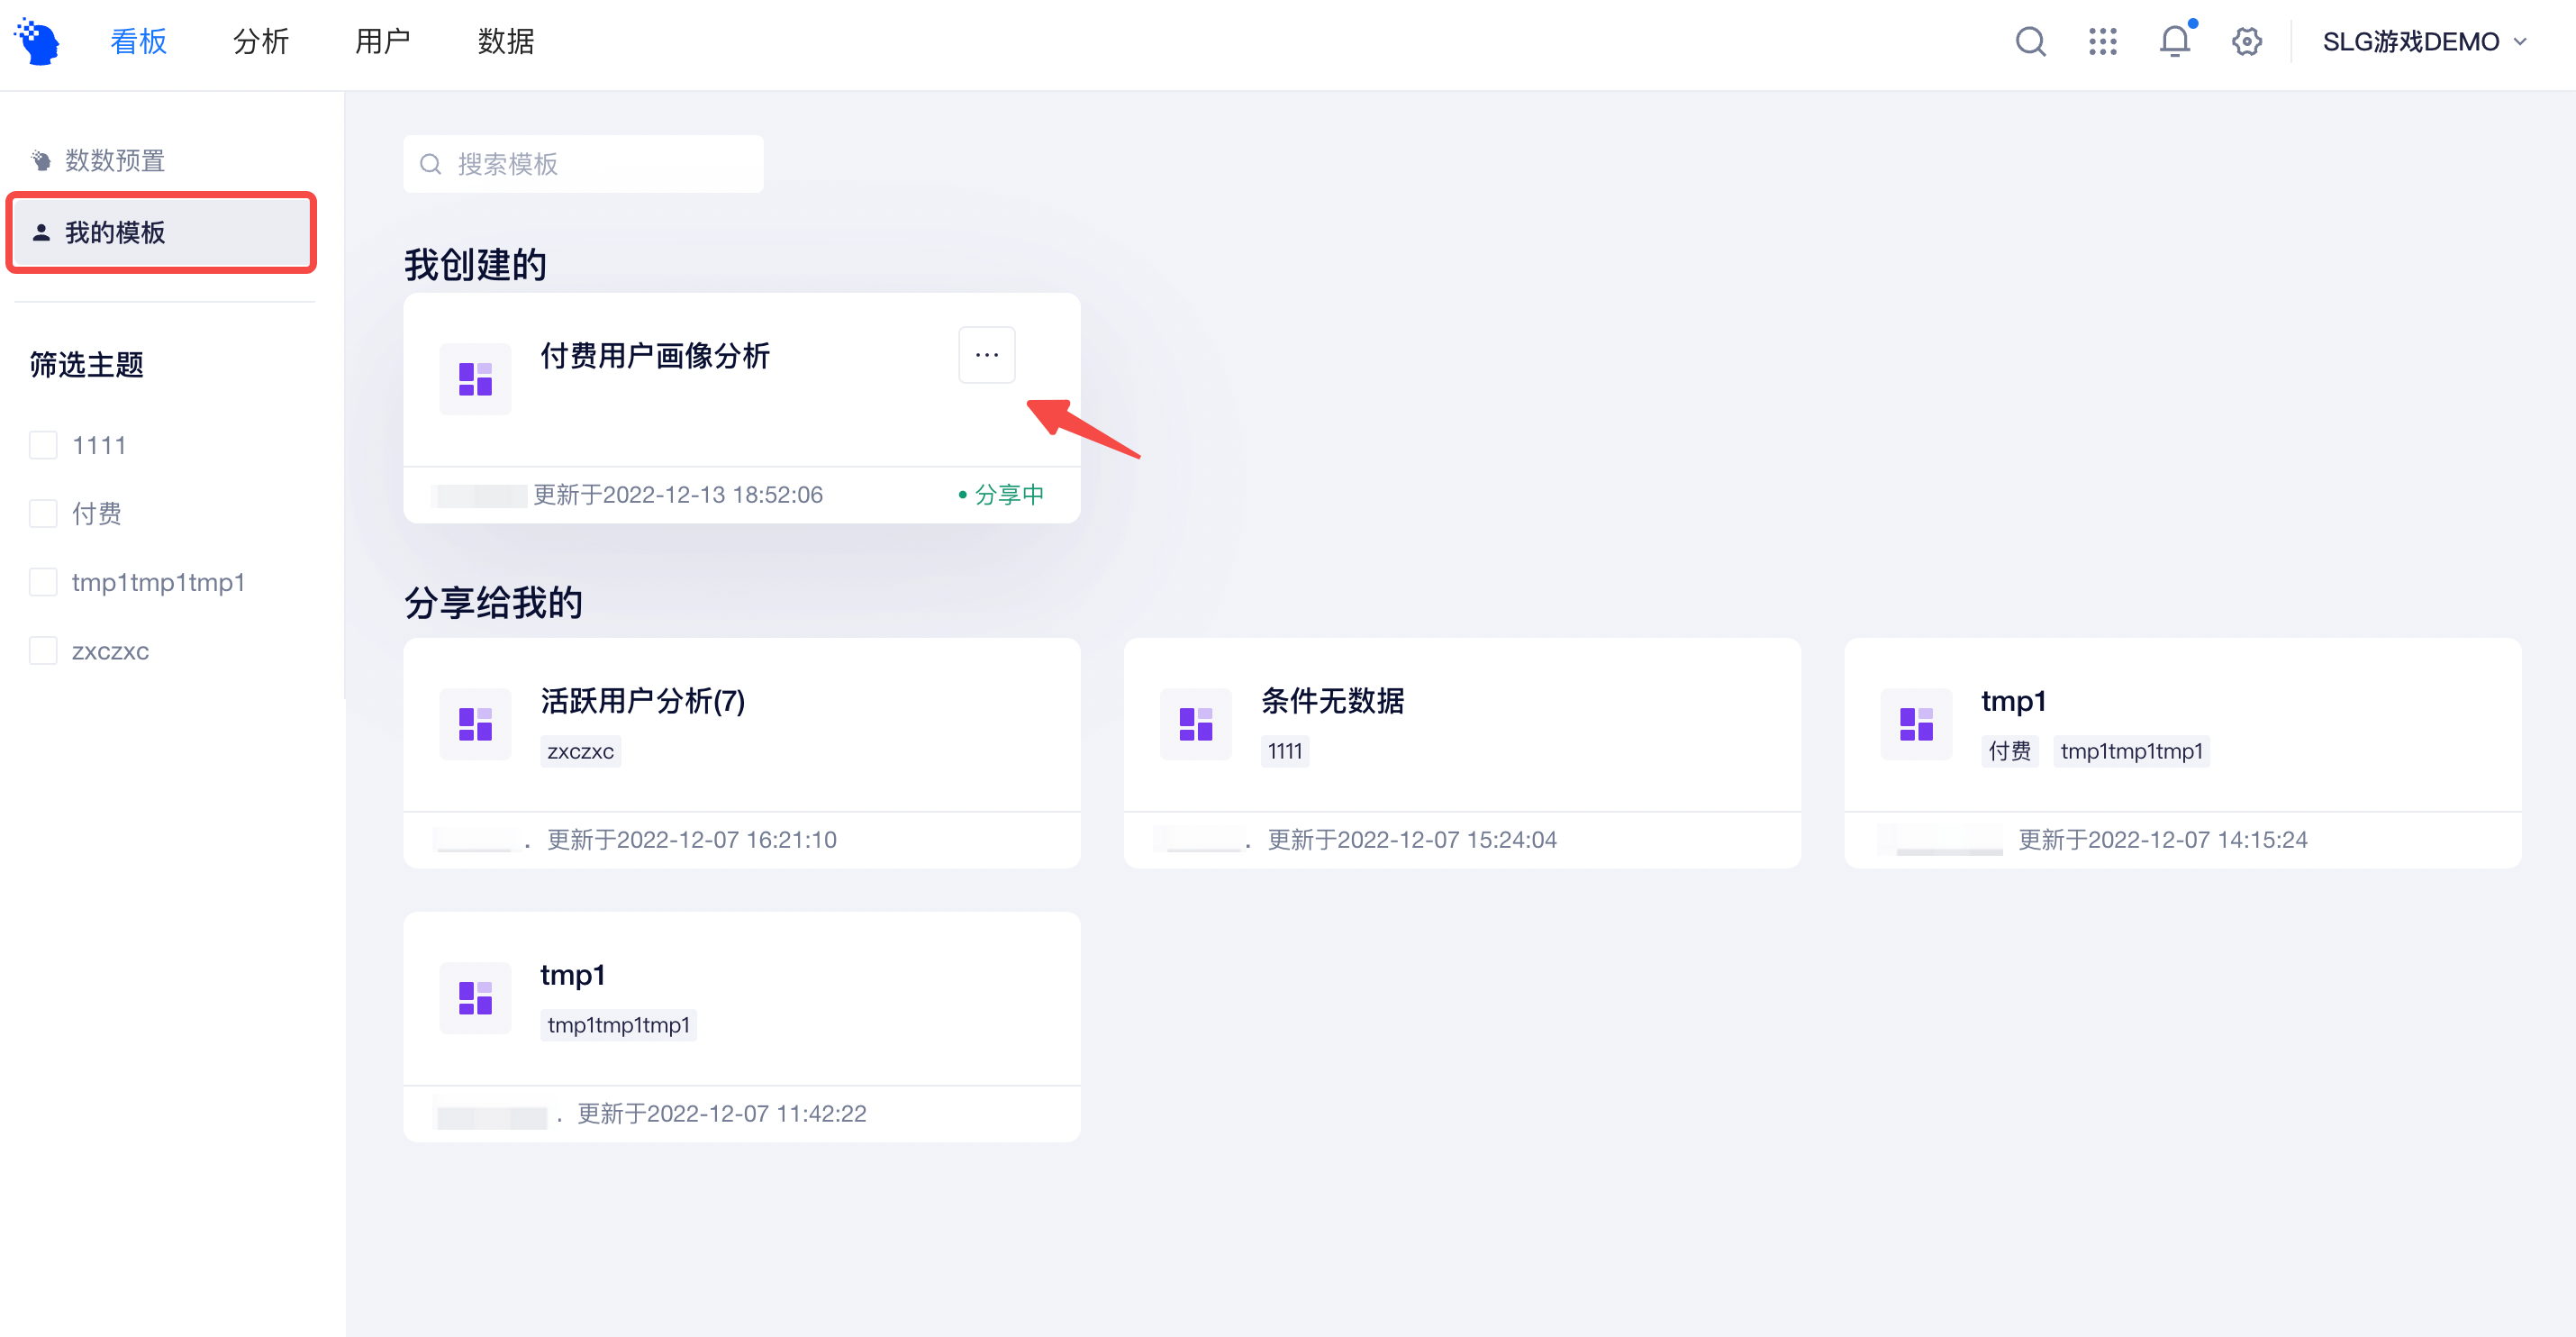 看板 分析 用户 数据 SLG游戏DEMO
数数预置
我的模板
筛选主题
1111
付费
tmp1tmp1tmp1
zxczxc
搜索模板
我创建的
付费用户画像分析
更新于2022-12-13 18:52:06 分享中
分享给我的
活跃用户分析(7)
zxczxc
更新于2022-12-07 16:21:10
条件无数据
1111
更新于2022-12-07 15:24:04
tmp1
付费 tmp1tmp1tmp1
更新于2022-12-07 14:15:24
tmp1
tmp1tmp1tmp1
更新于2022-12-07 11:42:22